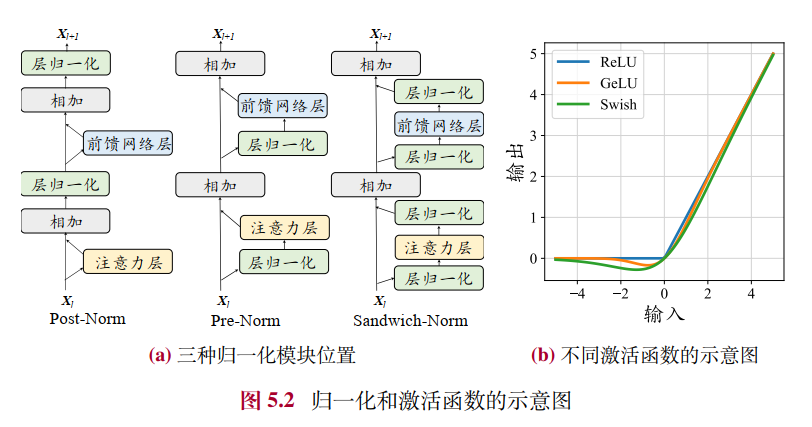 X_{l+1}
层归一化
相加
前馈网络层
层归一化
相加
注意力层
X_l
Post-Norm
X_{l+1}
相加
前馈网络层
层归一化
相加
注意力层
层归一化
X_l
Pre-Norm
X_{l+1}
相加
层归一化
前馈网络层
层归一化
相加
层归一化
注意力层
层归一化
X_l
Sandwich-Norm
(a) 三种归一化模块位置
ReLU
GeLU
Swish
输出
5
4
3
2
1
0
−4 −2 0 2 4
输入
(b) 不同激活函数的示意图
图 5.2 归一化和激活函数的示意图